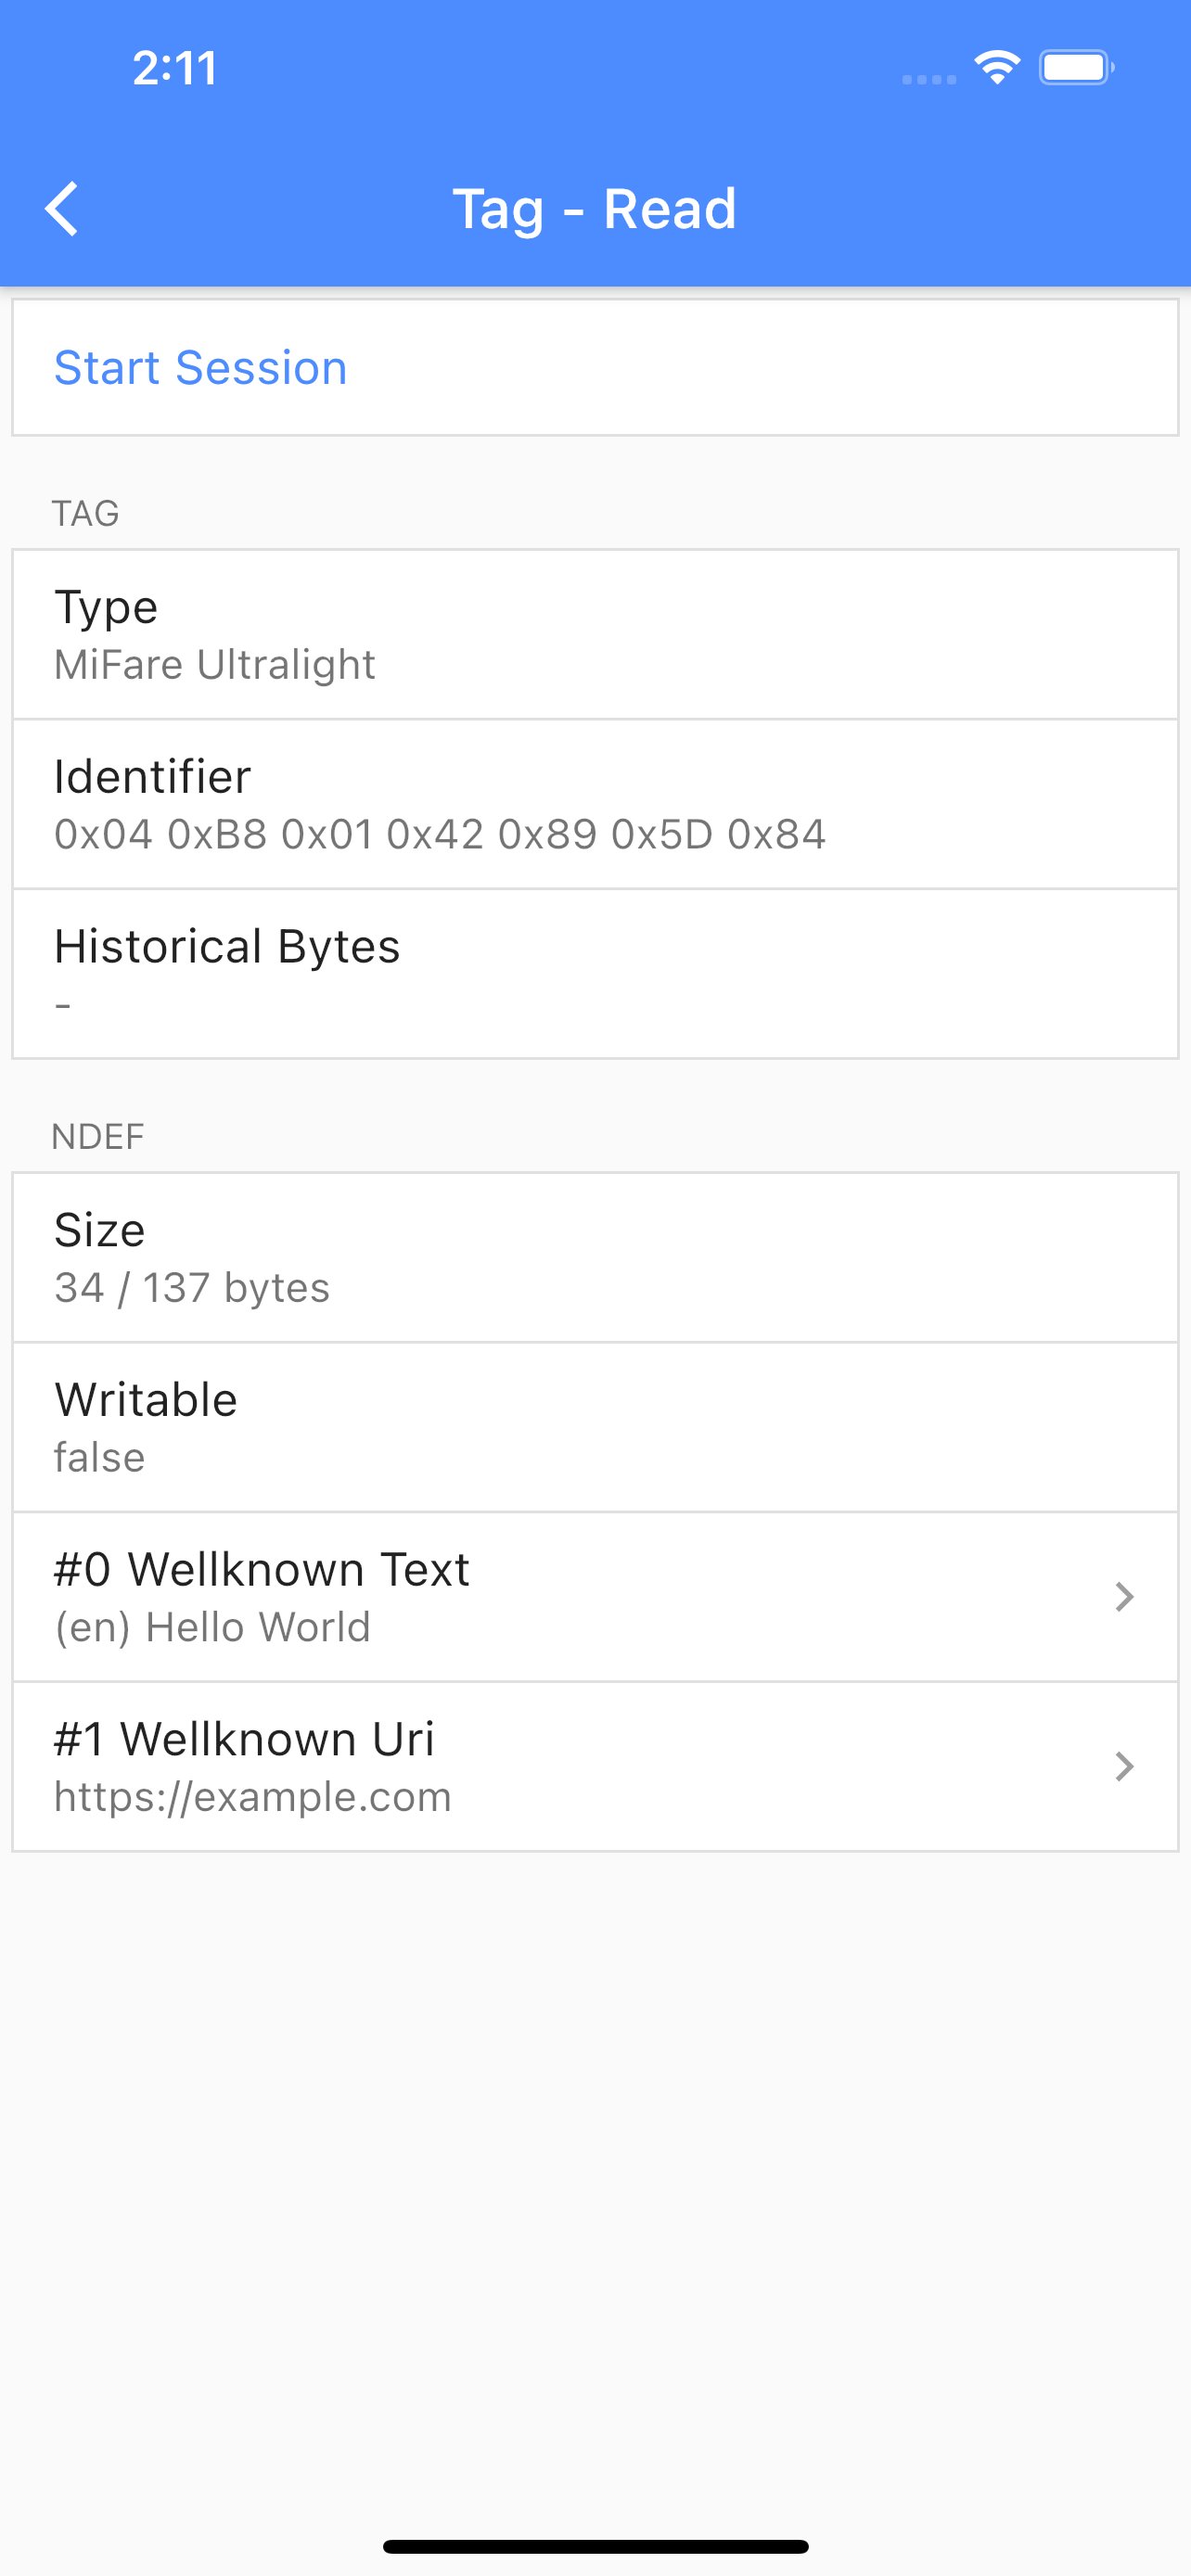 2:11
Tag - Read
Start Session
TAG
Type
MiFare Ultralight
Identifier
0x04 0xB8 0x01 0x42 0x89 0x5D 0x84
Historical Bytes
-
NDEF
Size
34 / 137 bytes
Writable
false
#0 Wellknown Text
(en) Hello World
#1 Wellknown Uri
https://example.com